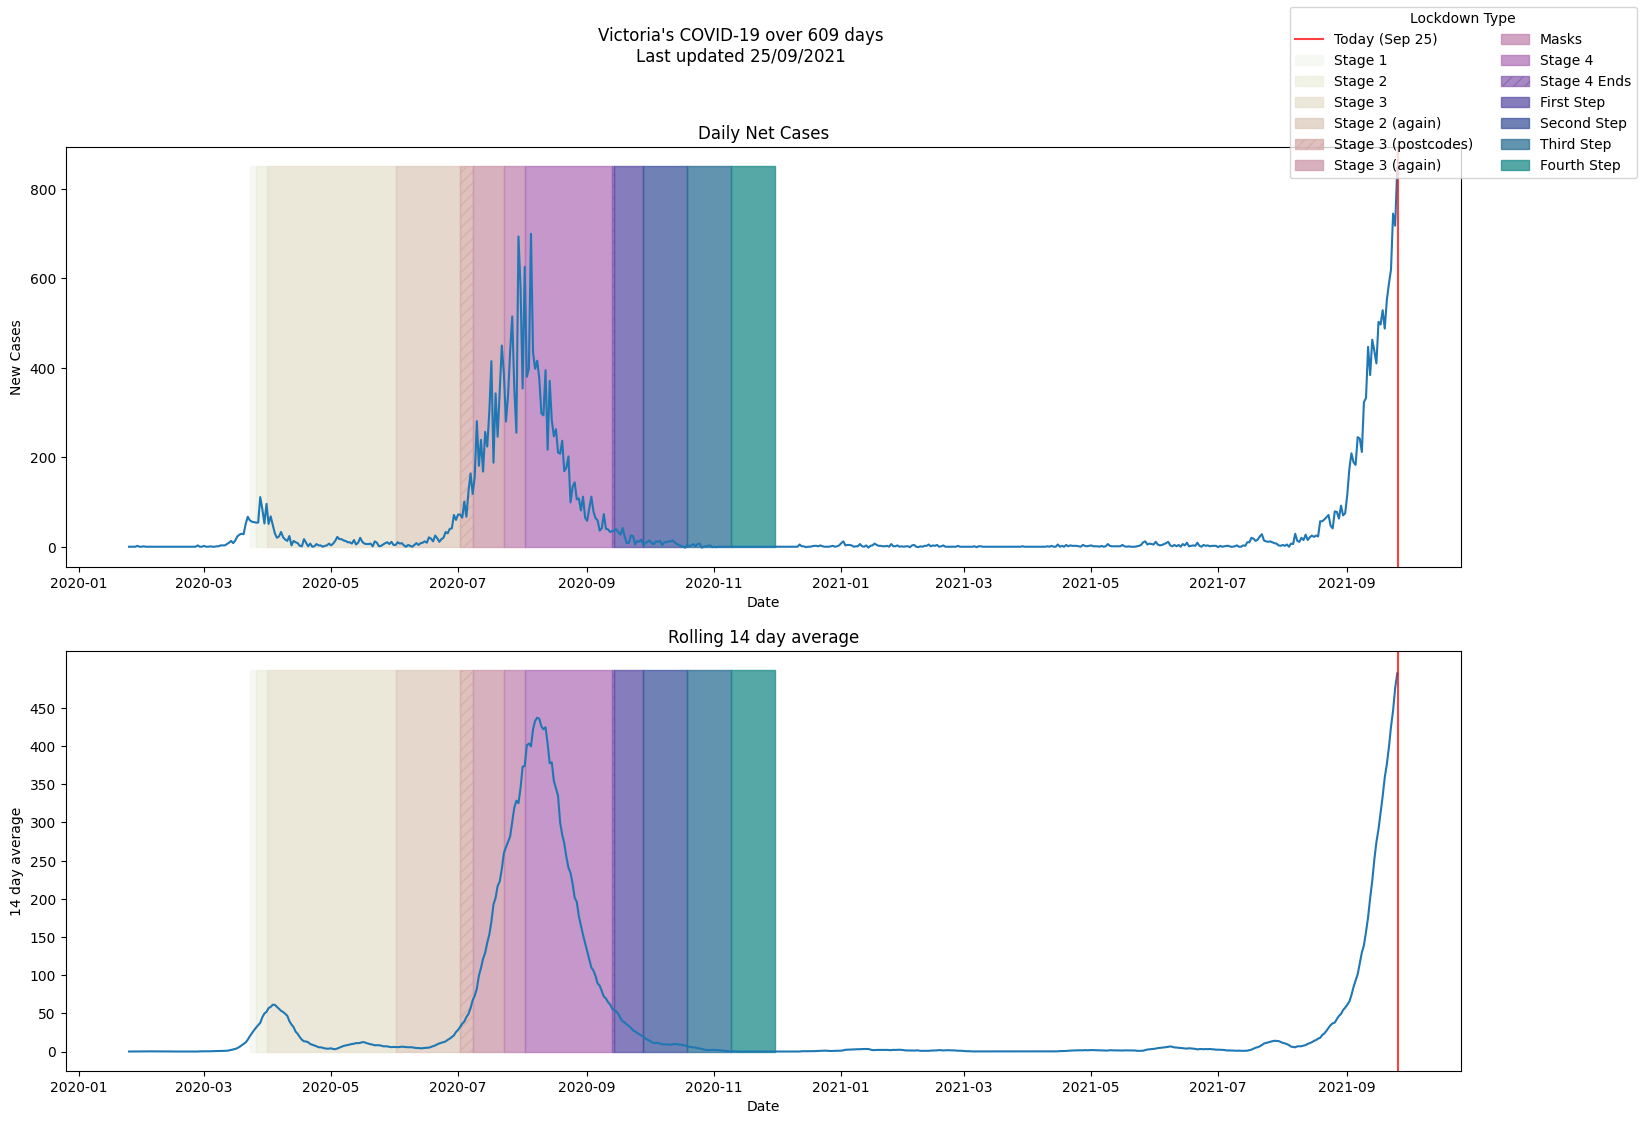 Victoria's COVID-19 over 609 days
Last updated 25/09/2021
Lockdown Type
Today (Sep 25)
Stage 1
Stage 2
Stage 3
Stage 2 (again)
Stage 3 (postcodes)
Stage 3 (again)
Masks
Stage 4
Stage 4 Ends
First Step
Second Step
Third Step
Fourth Step
Daily Net Cases
New Cases
800
600
400
200
0
2020-01 2020-03 2020-05 2020-07 2020-09 2020-11 2021-01 2021-03 2021-05 2021-07 2021-09
Date
Rolling 14 day average
14 day average
450
400
350
300
250
200
150
100
50
0
2020-01 2020-03 2020-05 2020-07 2020-09 2020-11 2021-01 2021-03 2021-05 2021-07 2021-09
Date